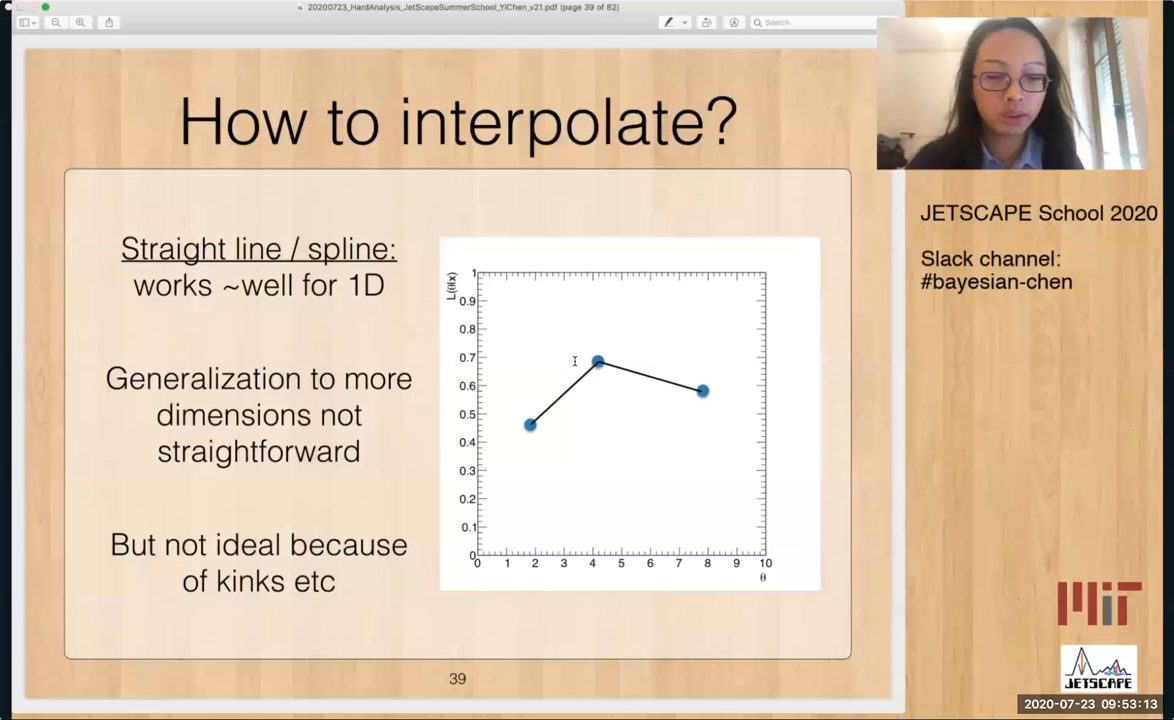 20200723_HardAnalysis_JetScapeSummerSchool_YiChen_v21.pdf (page 39 of 82)
Search
How to interpolate?
Straight line / spline:
works ~well for 1D
Generalization to more
dimensions not
straightforward
But not ideal because
of kinks etc
L(θ|x)
1
0.9
0.8
0.7
0.6
0.5
0.4
0.3
0.2
0.1
0
0 1 2 3 4 5 6 7 8 9 10
θ
39
JETSCAPE School 2020
Slack channel:
#bayesian-chen
MIT
JETSCAPE
2020-07-23 09:53:13